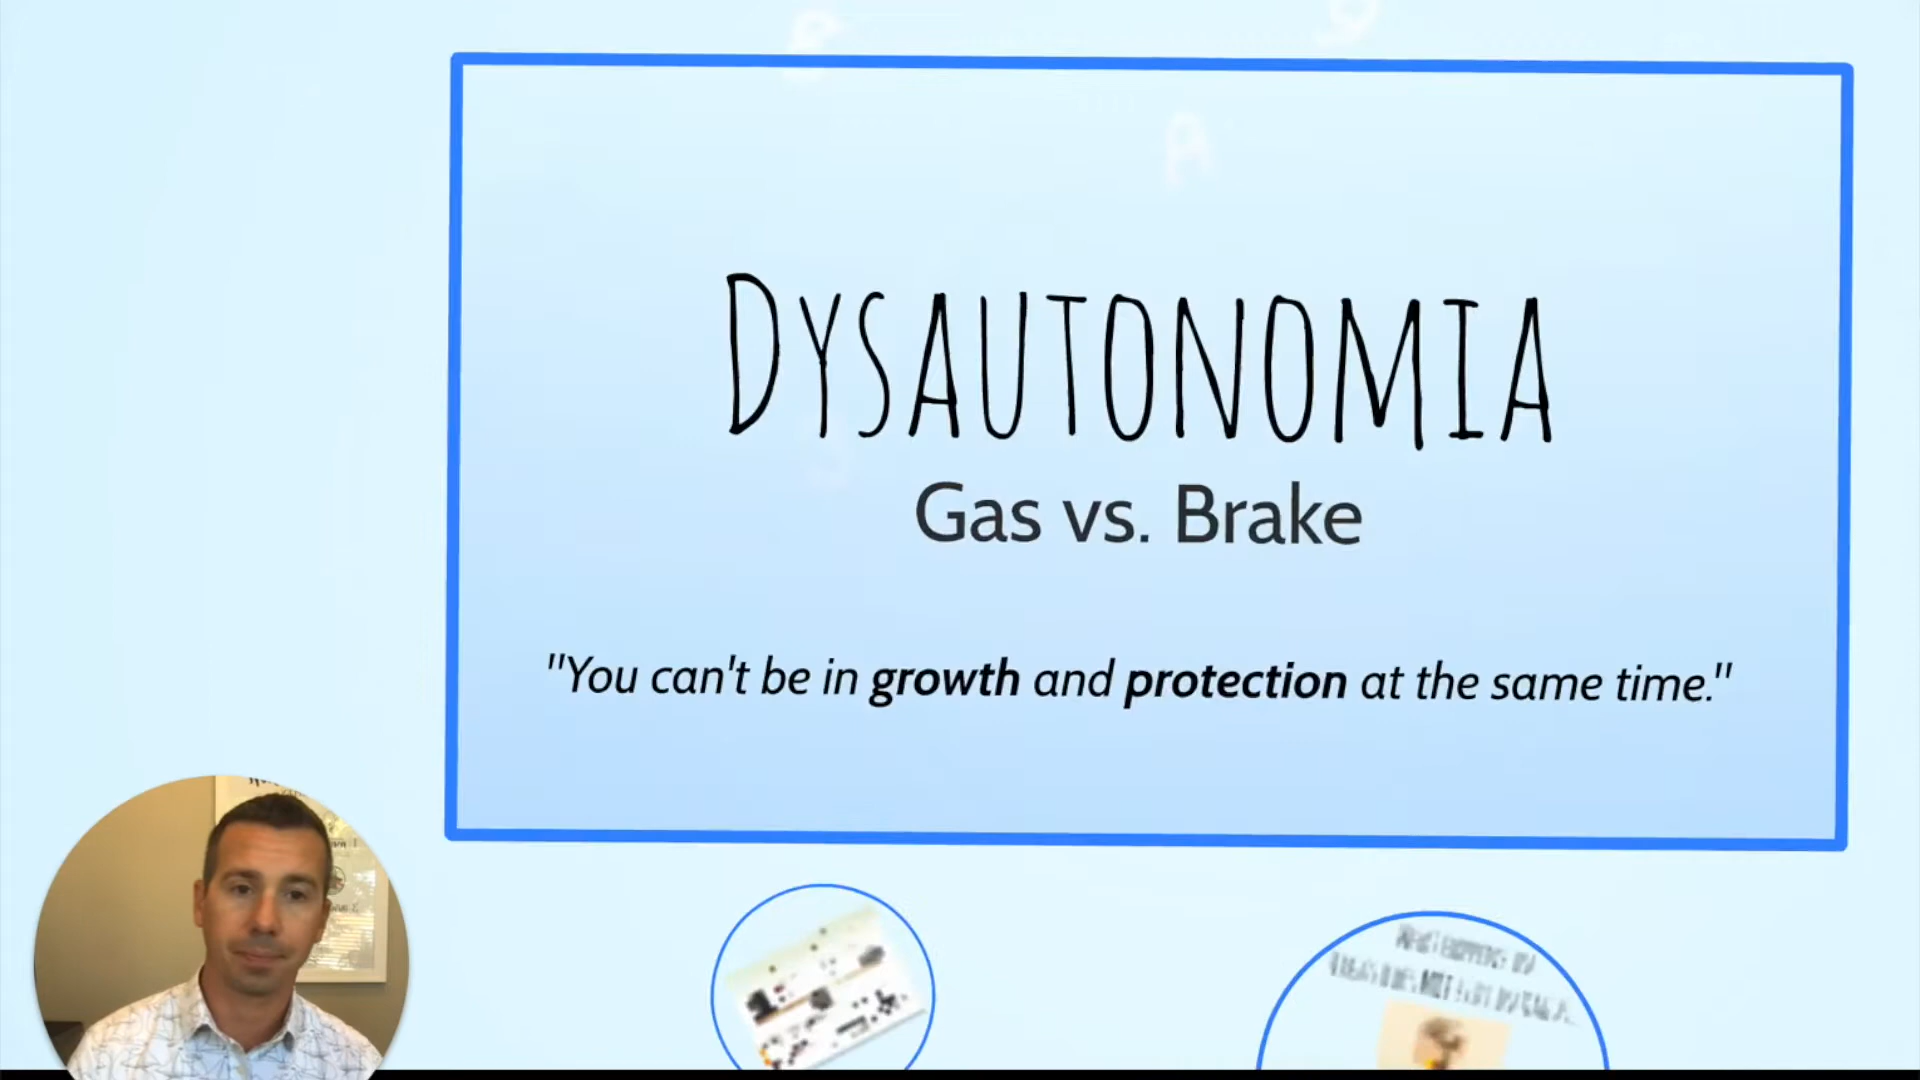 DYSAUTONOMIA
Gas vs. Brake
"You can't be in growth and protection at the same time."